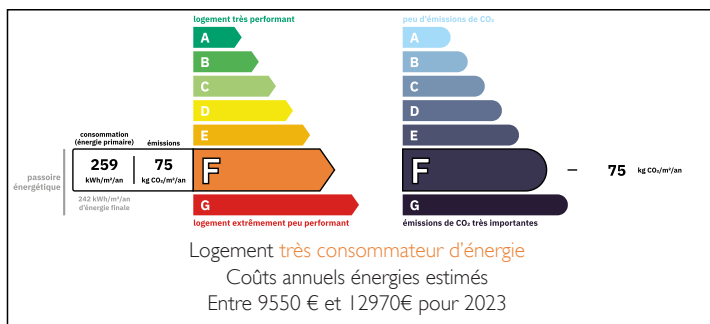 logement très performant
A
B
C
D
E
consommation
(énergie primaire)
émissions
259
kWh/m²/an
75
kg CO₂/m²/an
F
passoire
énergétique
242 kWh/m²/an
d'énergie finale
G
logement extrêmement peu performant
peu d'émissions de CO₂
A
B
C
D
E
F
75 kg CO₂/m²/an
G
émissions de CO₂ très importantes
Logement très consommateur d'énergie
Coûts annuels énergies estimés
Entre 9550 € et 12970€ pour 2023